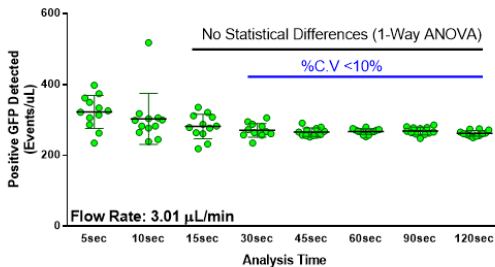 600
No Statistical Differences (1-Way ANOVA)
%C.V <10%
400
200
0
Positive GFP Detected
(Events/uL)
Flow Rate: 3.01 µL/min
5sec 10sec 15sec 30sec 45sec 60sec 90sec 120sec
Analysis Time